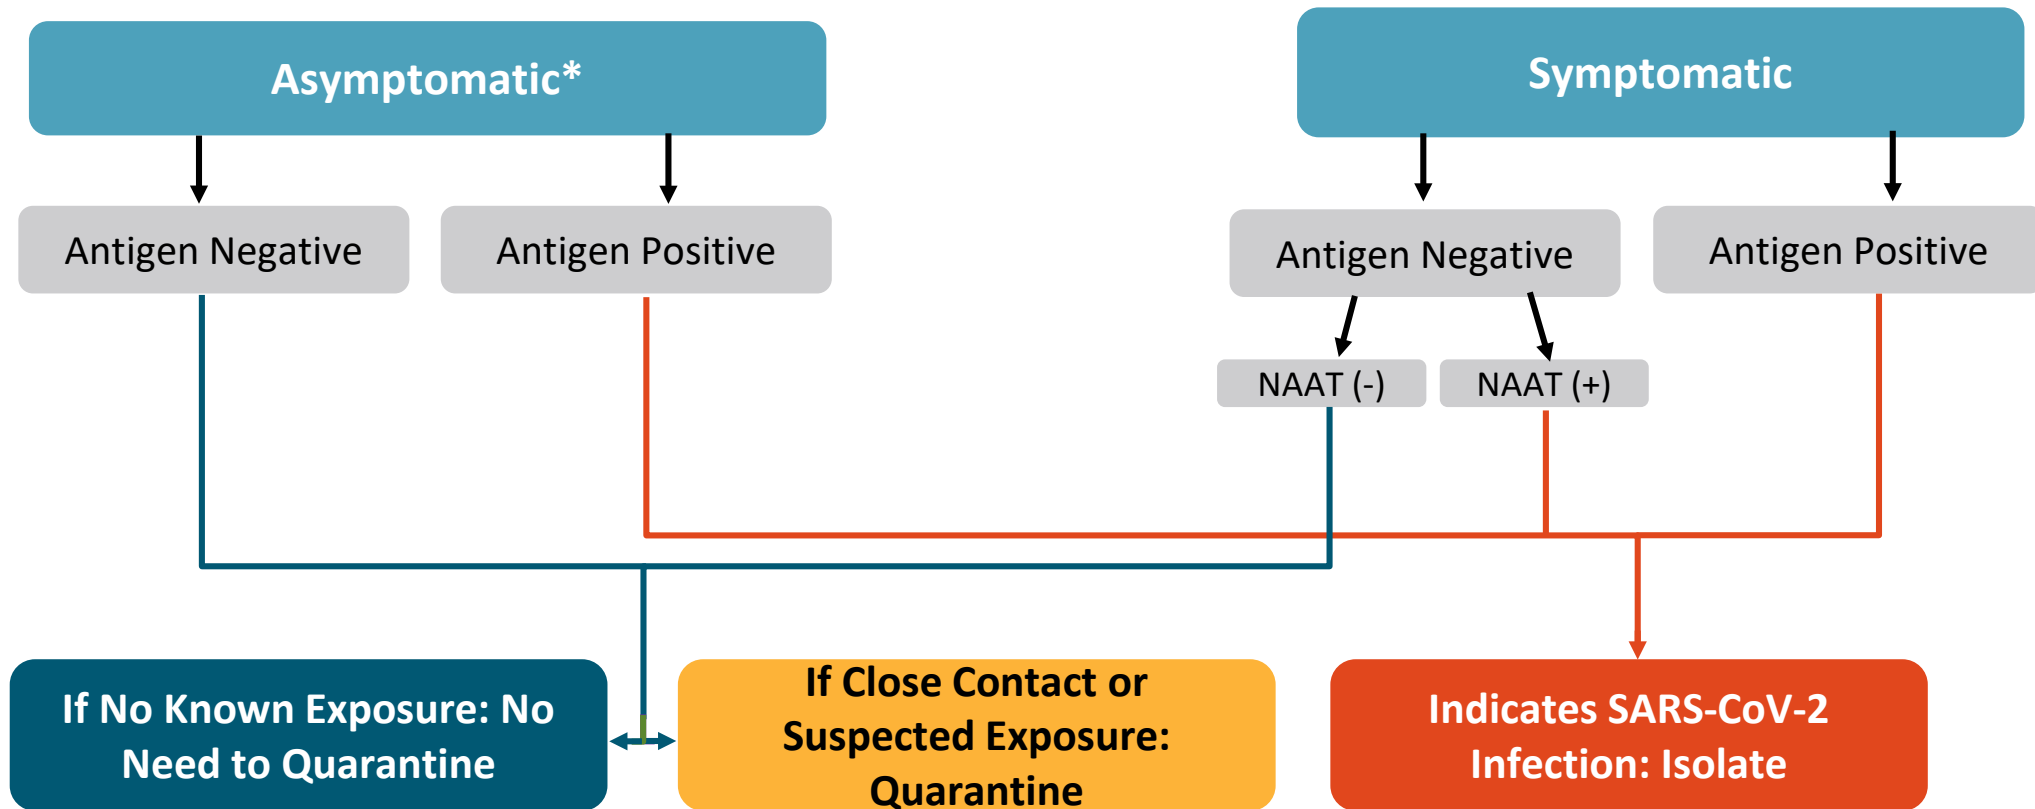 Asymptomatic*
Symptomatic
Antigen Negative
Antigen Positive
Antigen Negative
Antigen Positive
NAAT (-)
NAAT (+)
If No Known Exposure: No
Need to Quarantine
If Close Contact or
Suspected Exposure:
Quarantine
Indicates SARS-CoV-2
Infection: Isolate